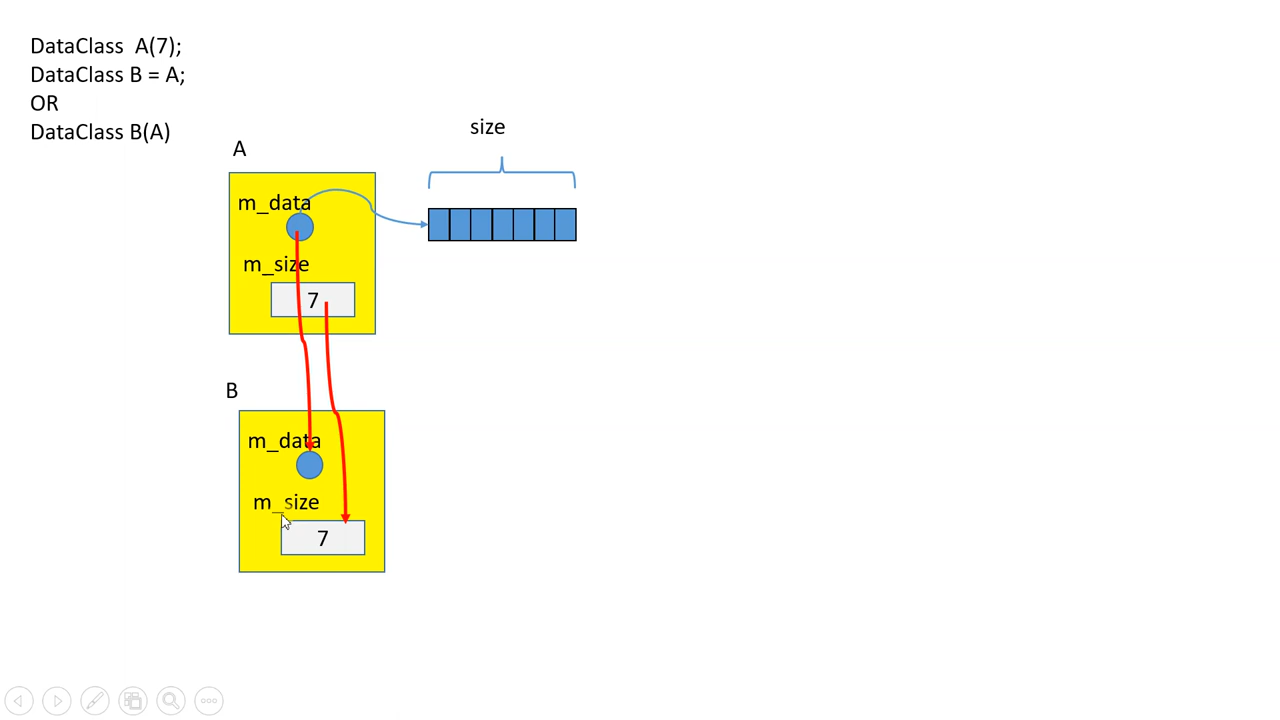 DataClass  A(7);
DataClass B = A;
OR
DataClass B(A)
size
A
m_data
m_size
7
B
m_data
m_size
7